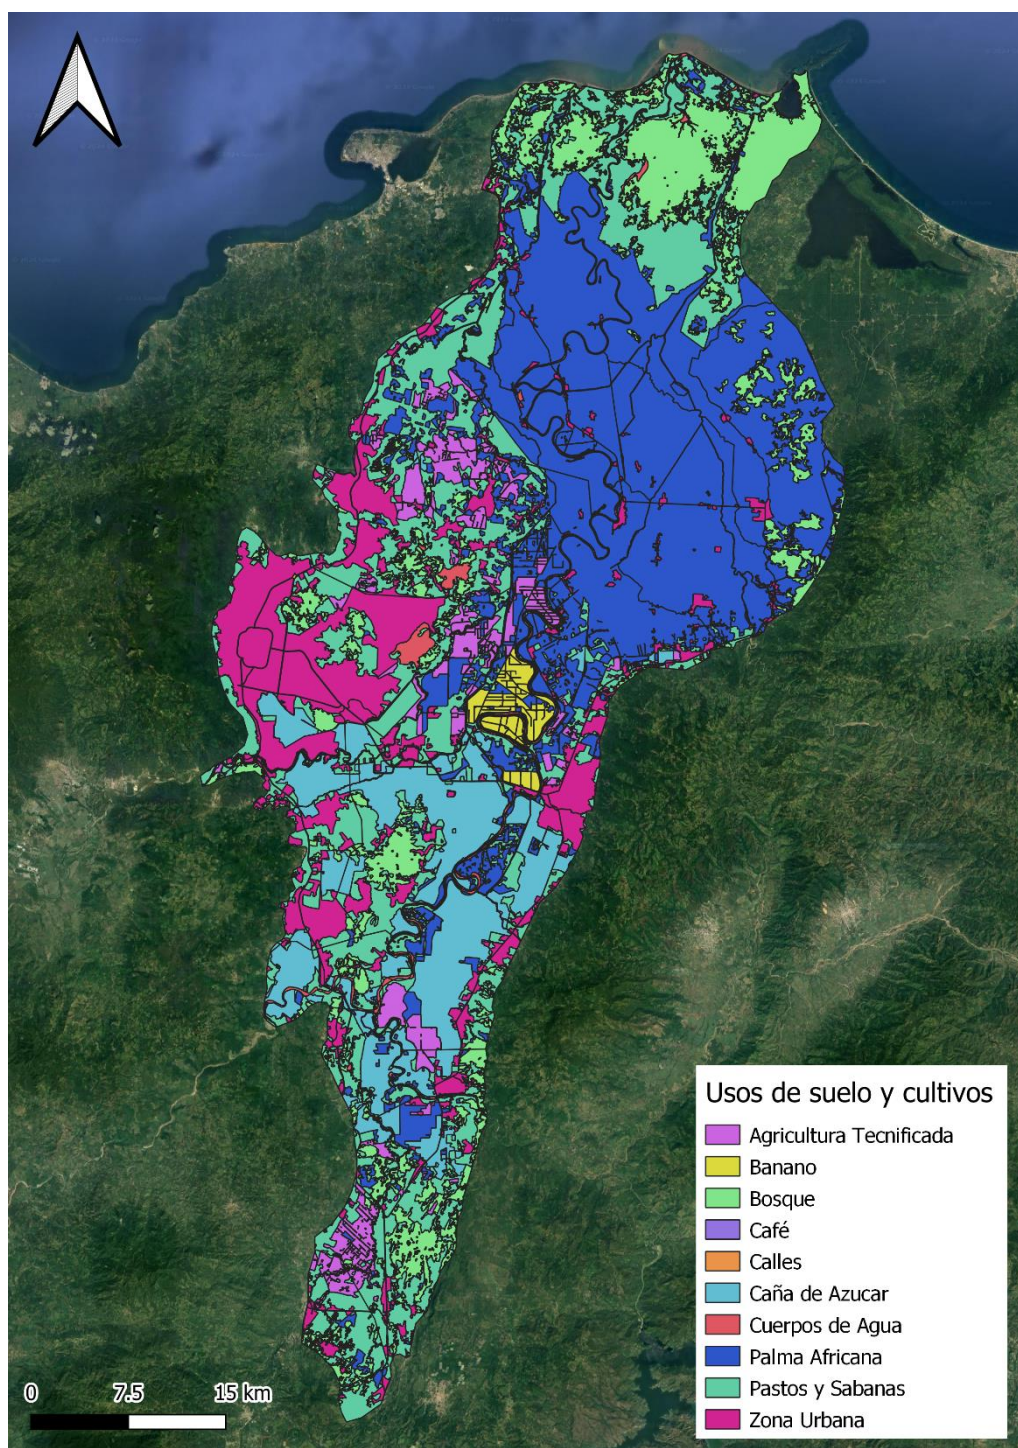 0 7.5 15 km
Usos de suelo y cultivos
Agricultura Tecnificada
Banano
Bosque
Café
Calles
Caña de Azucar
Cuerpos de Agua
Palma Africana
Pastos y Sabanas
Zona Urbana